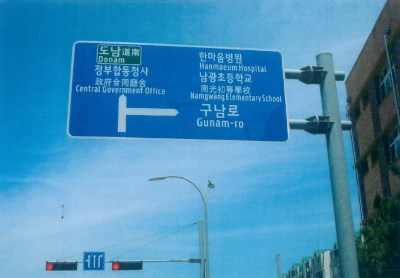 도남 道南
Donam
정부합동청사
政府合同廳舍
Central Government Office
한마음병원
Hanmaeum Hospital
남광초등학교
南光初等學校
Namgwang Elementary School
구남로
Gunam-ro